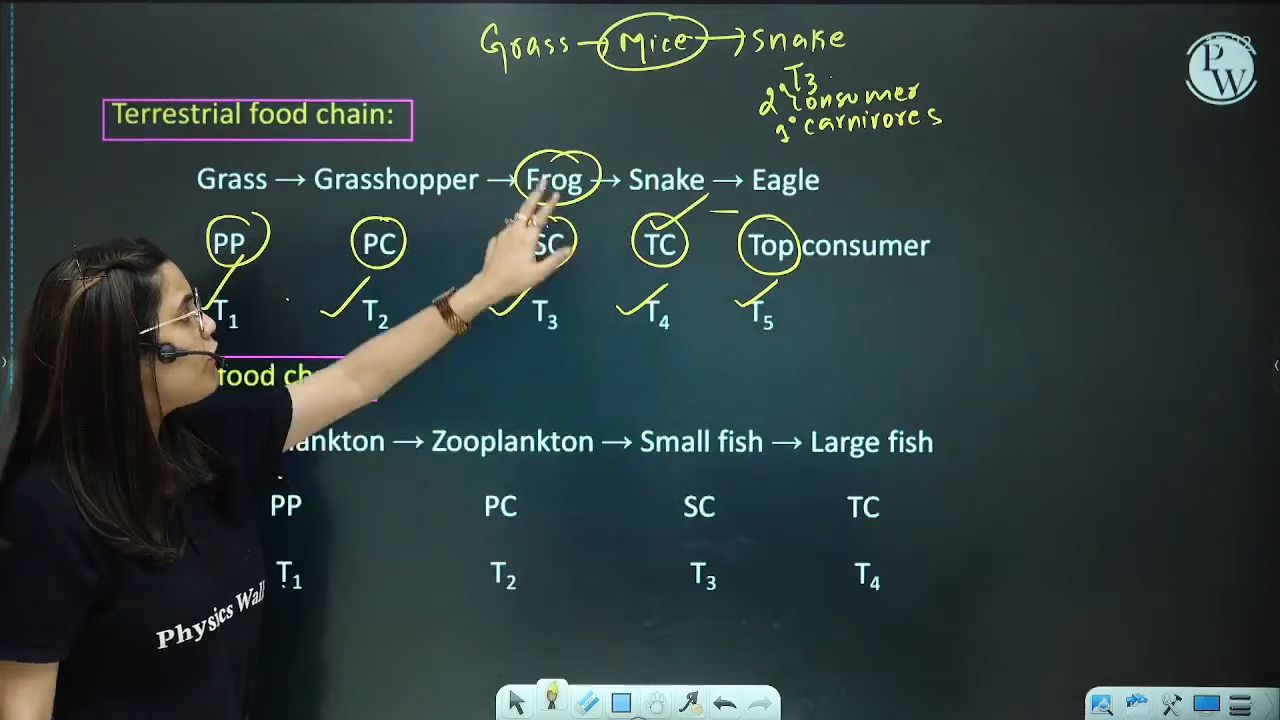 Grass → Mice → Snake
T3
2° consumer
1° carnivores
PW
Terrestrial food chain:
Grass → Grasshopper → Frog → Snake → Eagle
PP PC SC TC Top consumer
T1 T2 T3 T4 T5
food
→ Zooplankton → Small fish → Large fish
PP PC SC TC
T1 T2 T3 T4
Physics Wall